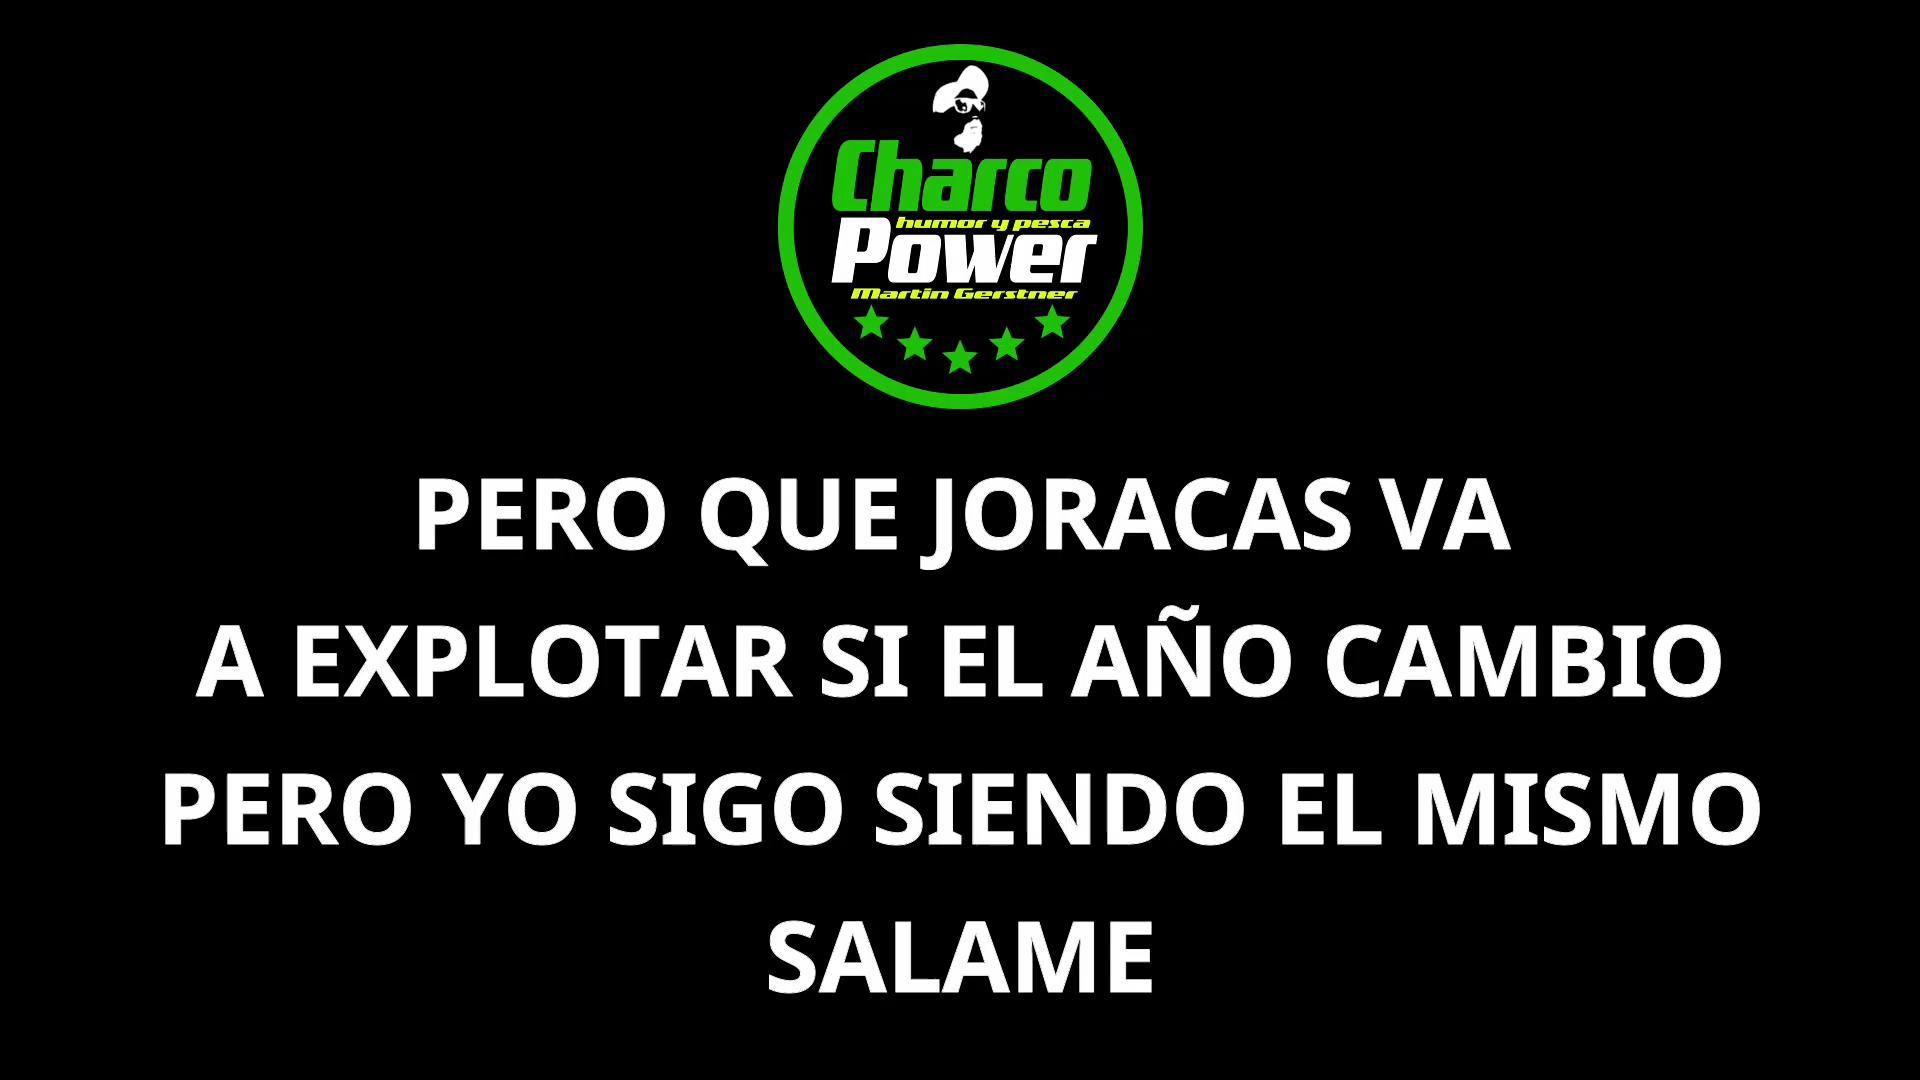 Charco
humor y pesca
Power
Martin Gerstner
PERO QUE JORACAS VA
A EXPLOTAR SI EL AÑO CAMBIO
PERO YO SIGO SIENDO EL MISMO
SALAME